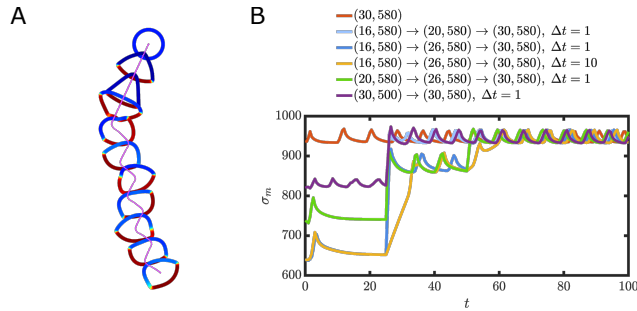 A
B
(30,580)
(16,580) → (20,580) → (30,580), Δt = 1
(16,580) → (26,580) → (30,580), Δt = 1
(16,580) → (26,580) → (30,580), Δt = 10
(20,580) → (26,580) → (30,580), Δt = 1
(30,500) → (30,580), Δt = 1
1000
900
800
700
600
σm
0 20 40 60 80 100
t